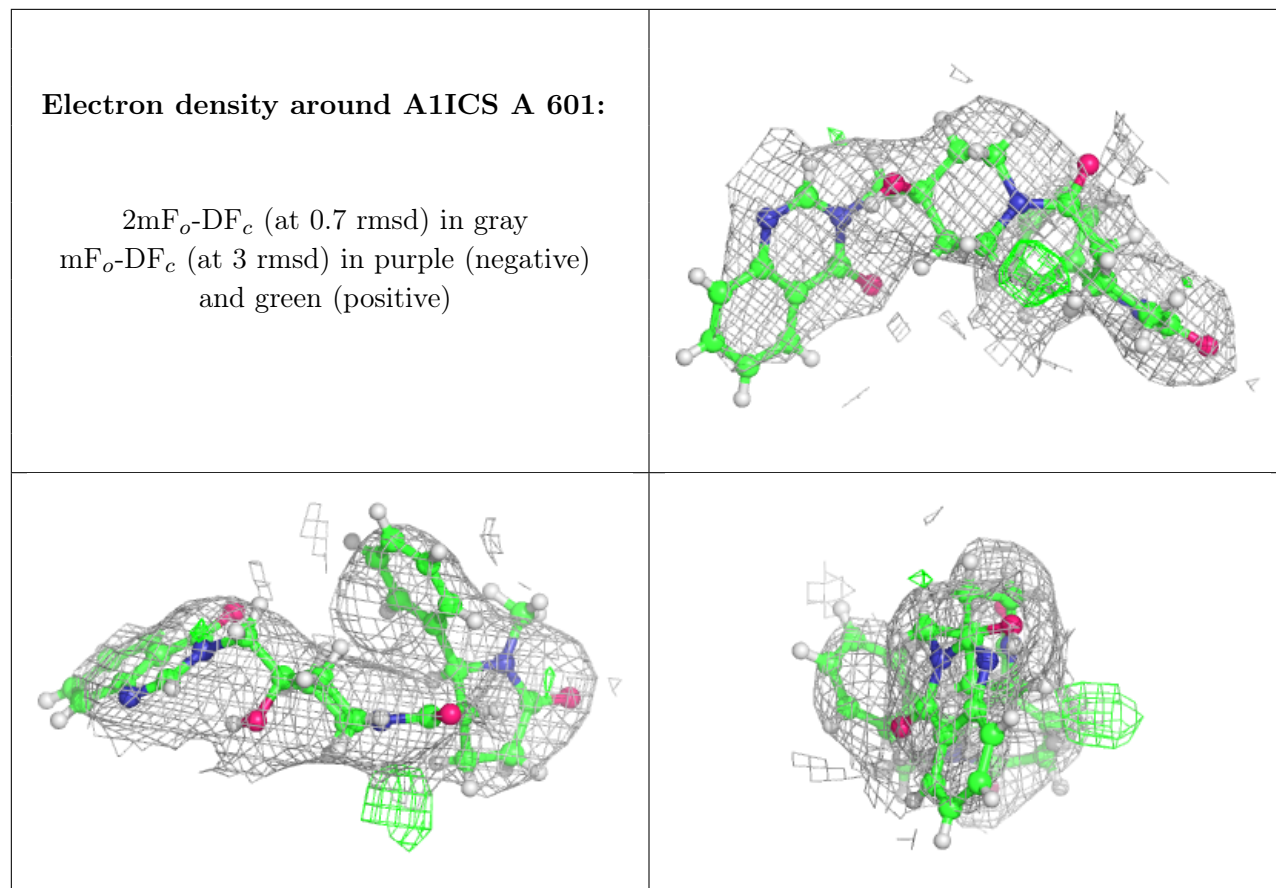 Electron density around A1ICS A 601:
2mFo-DFc (at 0.7 rmsd) in gray
mFo-DFc (at 3 rmsd) in purple (negative)
and green (positive)